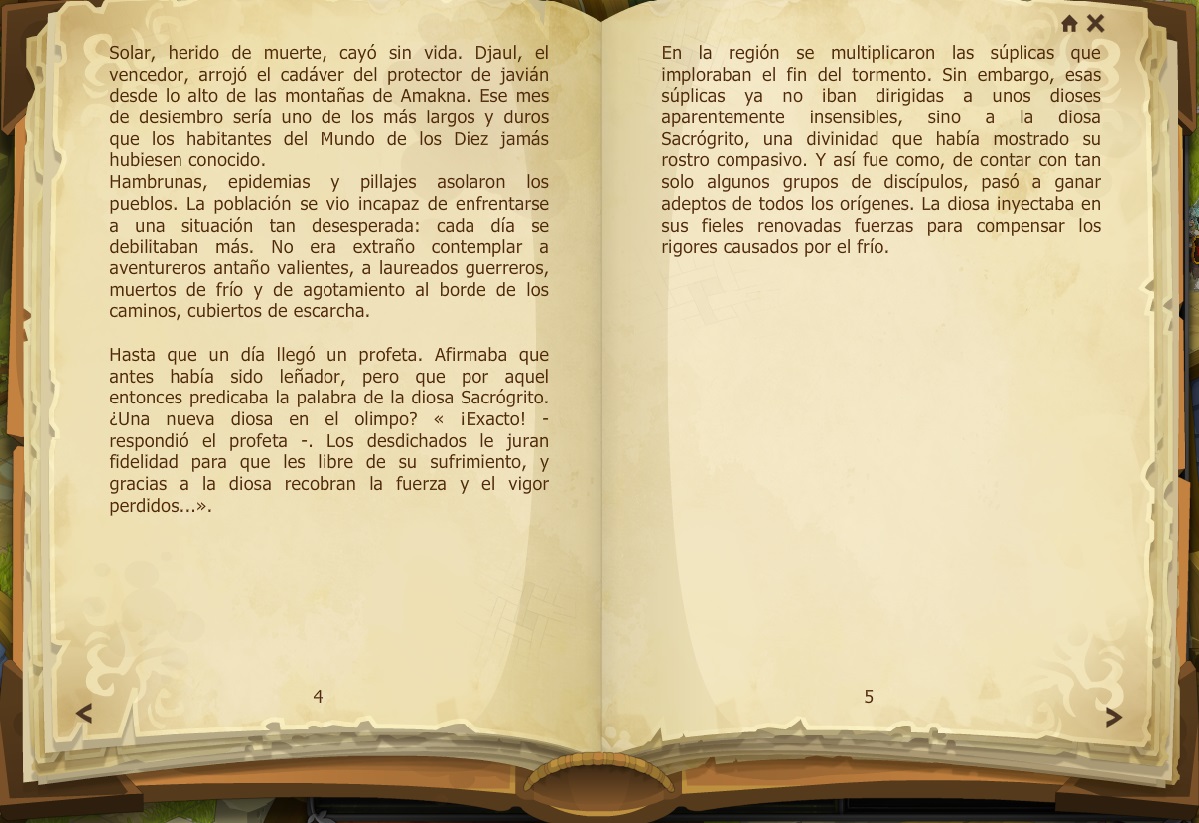 Solar, herido de muerte, cayó sin vida. Djaul, el
vencedor, arrojó el cadáver del protector de javián
desde lo alto de las montañas de Amakna. Ese mes
de desiembro sería uno de los más largos y duros
que los habitantes del Mundo de los Diez jamás
hubiesen conocido.
Hambrunas, epidemias y pillajes asolaron los
pueblos. La población se vio incapaz de enfrentarse
a una situación tan desesperada: cada día se
debilitaban más. No era extraño contemplar a
aventureros antaño valientes, a laureados guerreros,
muertos de frío y de agotamiento al borde de los
caminos, cubiertos de escarcha.
Hasta que un día llegó un profeta. Afirmaba que
antes había sido leñador, pero que por aquel
entonces predicaba la palabra de la diosa Sacrógrito.
¿Una nueva diosa en el olimpo? « ¡Exacto! -
respondió el profeta -. Los desdichados le juran
fidelidad para que les libre de su sufrimiento, y
gracias a la diosa recobran la fuerza y el vigor
perdidos...».
4
En la región se multiplicaron las súplicas que
imploraban el fin del tormento. Sin embargo, esas
súplicas ya no iban dirigidas a unos dioses
aparentemente insensibles, sino a la diosa
Sacrógrito, una divinidad que había mostrado su
rostro compasivo. Y así fue como, de contar con tan
solo algunos grupos de discípulos, pasó a ganar
adeptos de todos los orígenes. La diosa inyectaba en
sus fieles renovadas fuerzas para compensar los
rigores causados por el frío.
5